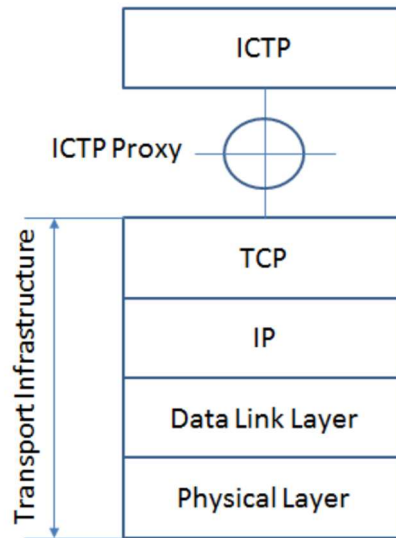 ICTP
ICTP Proxy
Transport Infrastructure
TCP
IP
Data Link Layer
Physical Layer